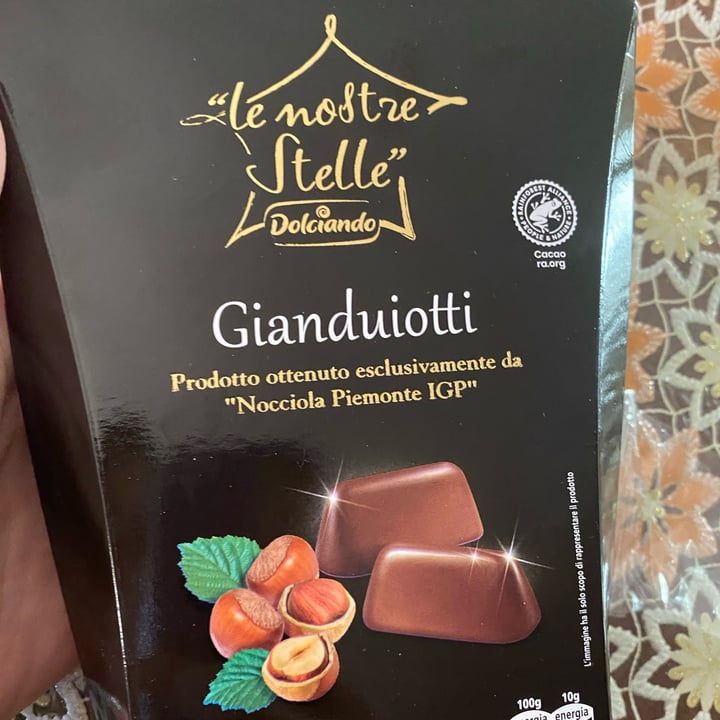 "le nostre
Stelle"
Dolciando
RAINFOREST ALLIANCE
PEOPLE & NATURE
Cacao
ra.org
Gianduiotti
Prodotto ottenuto esclusivamente da
"Nocciola Piemonte IGP"
L'immagine ha il solo scopo di rappresentare il prodotto
100g 10g
energia energia